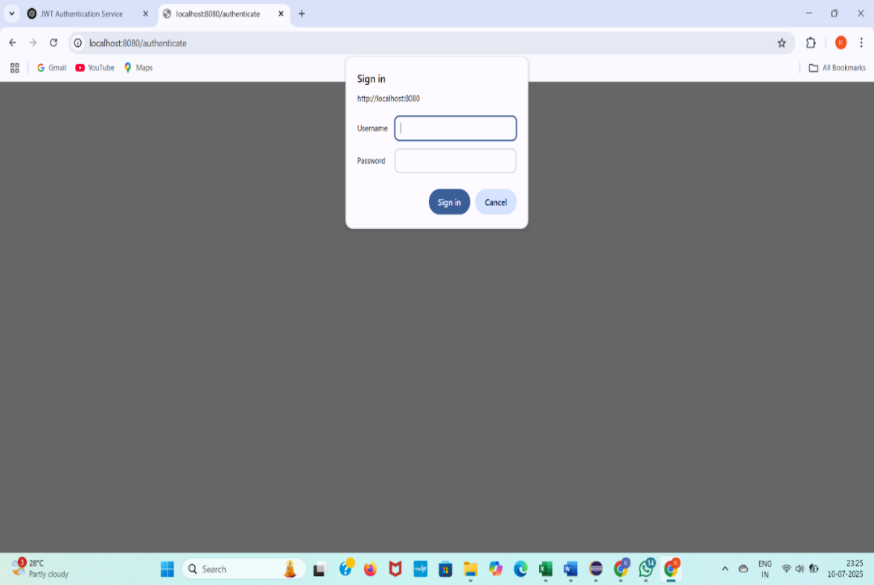 JWT Authentication Service
localhost:8080/authenticate
localhost:8080/authenticate
K
Gmail
YouTube
Maps
All Bookmarks
Sign in
http://localhost:8080
Username
Password
Sign in
Cancel
3
28°C
Partly cloudy
Search
ENG
IN
23:25
10-07-2025